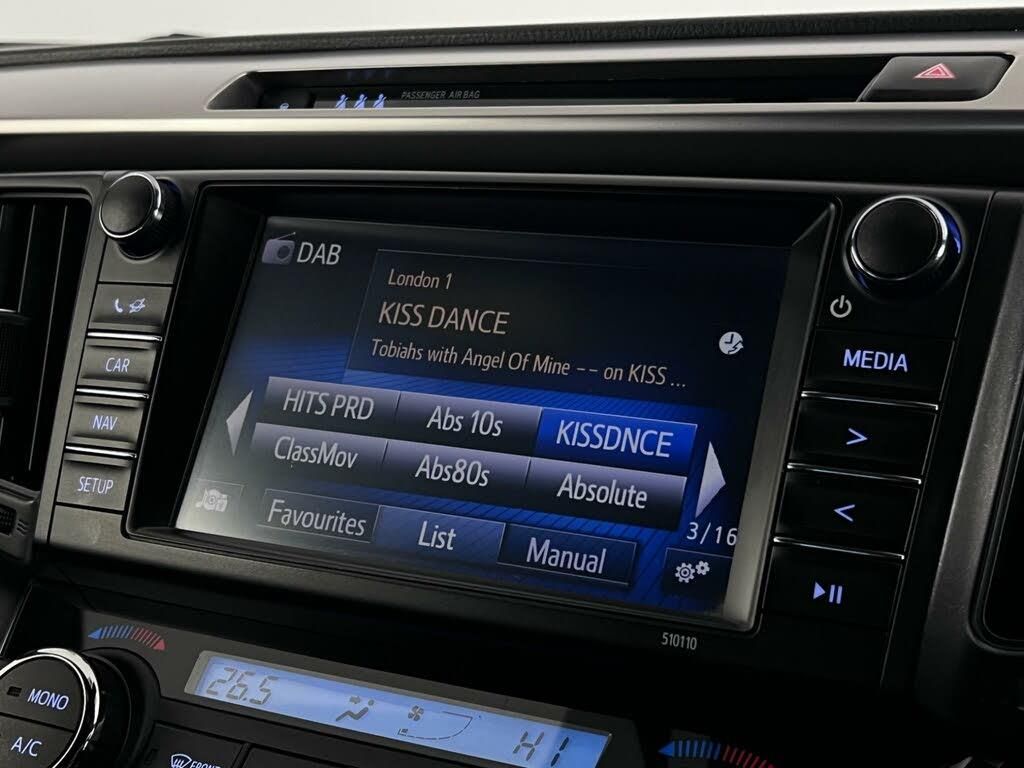 PASSENGER AIR BAG
DAB
London 1
KISS DANCE
Tobiahs with Angel Of Mine -- on KISS ...
HITS PRD
Abs 10s
KISSDNCE
ClassMov
Abs80s
Absolute
3/16
Favourites
List
Manual
CAR
NAV
SETUP
MEDIA
>
<
510110
26.5
HI
MONO
A/C
FRONT